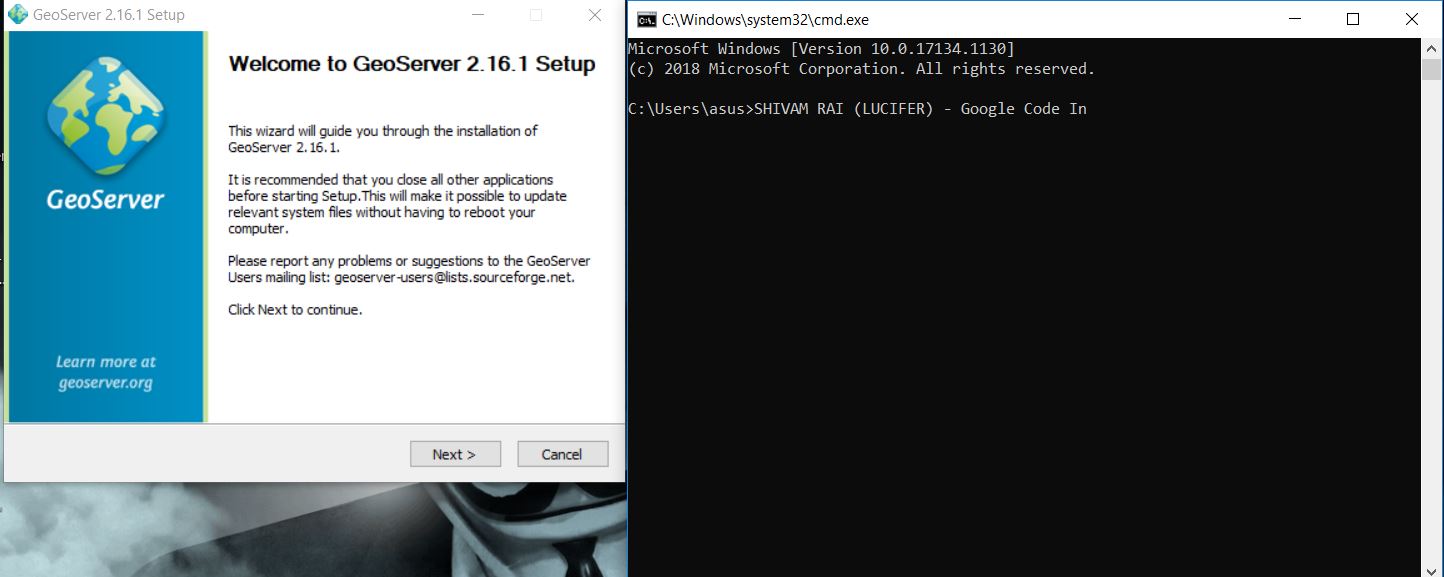 GeoServer 2.16.1 Setup
Welcome to GeoServer 2.16.1 Setup
This wizard will guide you through the installation of
GeoServer 2.16.1.
It is recommended that you close all other applications
before starting Setup.This will make it possible to update
relevant system files without having to reboot your
computer.
Please report any problems or suggestions to the GeoServer
Users mailing list: geoserver-users@lists.sourceforge.net.
Click Next to continue.
GeoServer
Learn more at
geoserver.org
Next >
Cancel
C:\Windows\system32\cmd.exe
Microsoft Windows [Version 10.0.17134.1130]
(c) 2018 Microsoft Corporation. All rights reserved.
C:\Users\asus>SHIVAM RAI (LUCIFER) - Google Code In